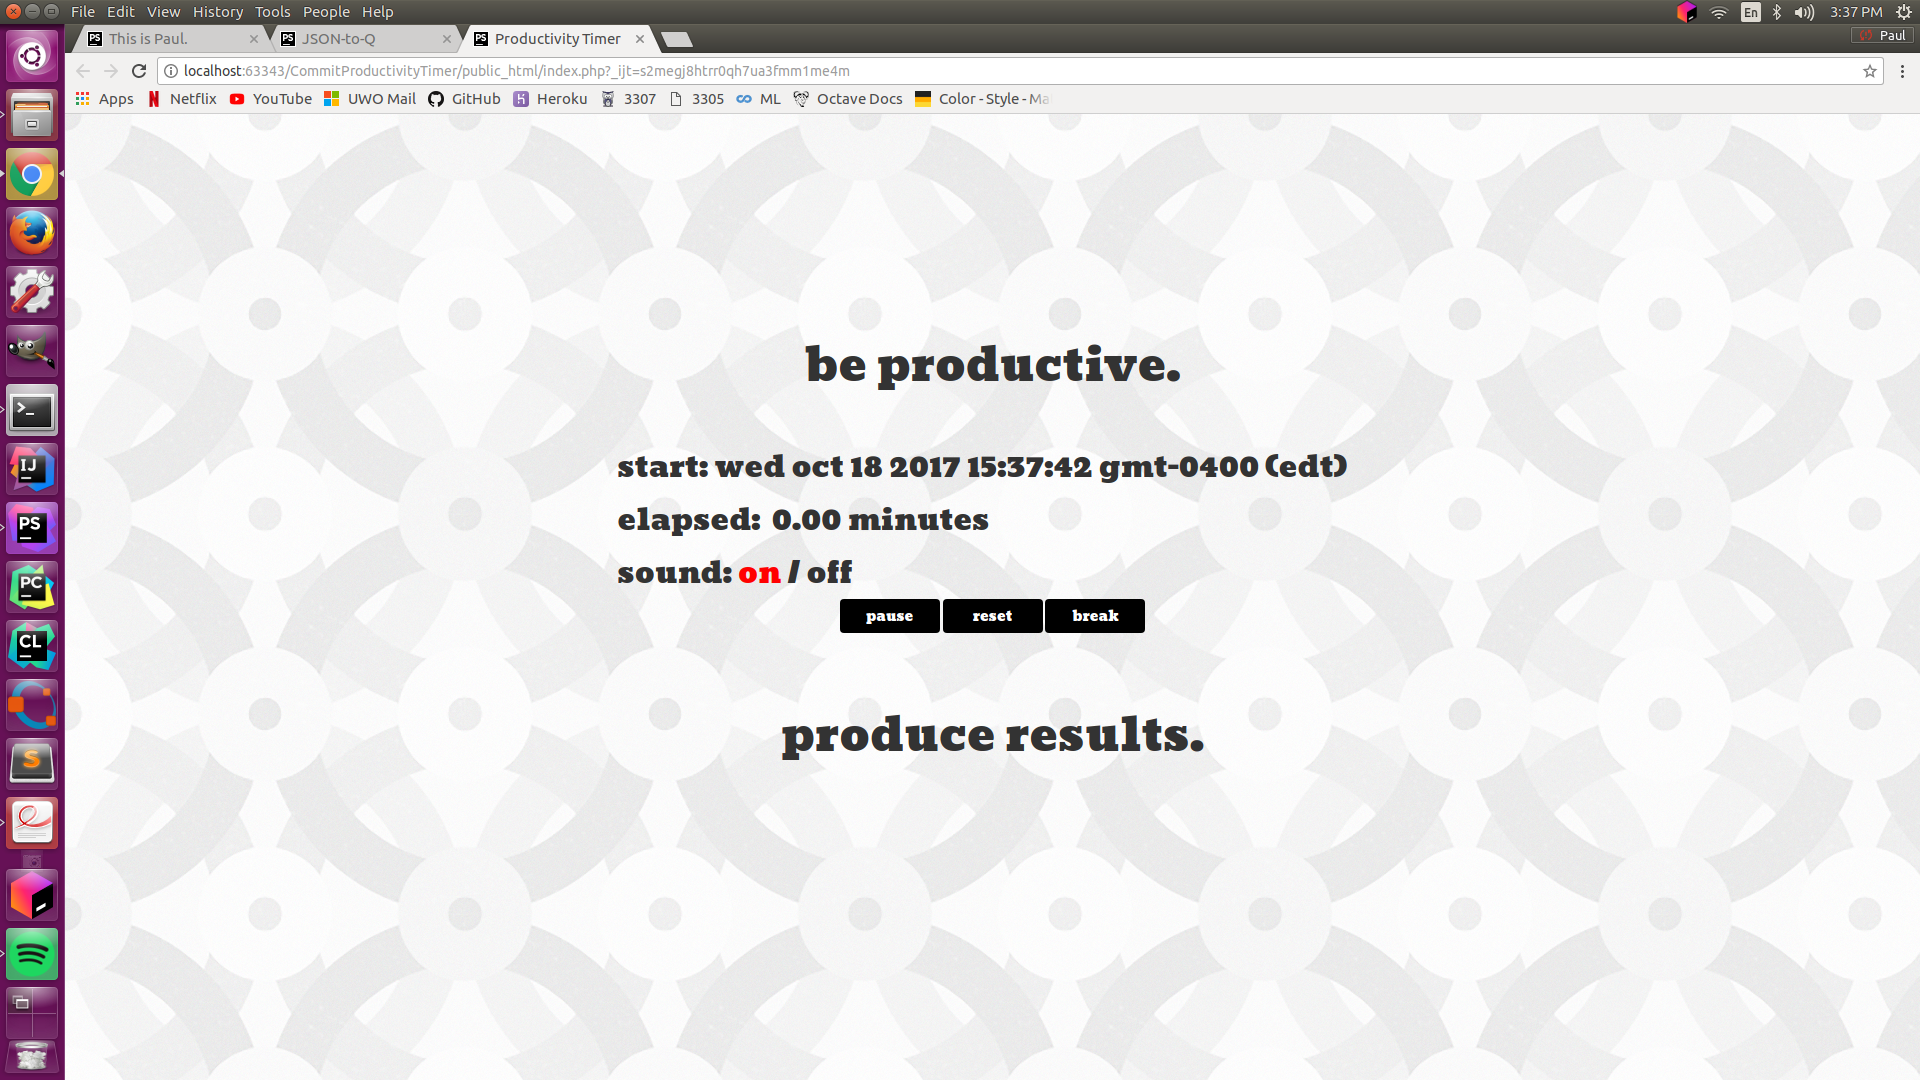 File Edit View History Tools People Help
En 3:37 PM
PS This is Paul. PS JSON-to-Q PS Productivity Timer Paul
localhost:63343/CommitProductivityTimer/public_html/index.php?_ijt=s2megj8htrr0qh7ua3fmm1me4m
Apps Netflix YouTube UWO Mail GitHub Heroku 3307 3305 ML Octave Docs Color - Style - Ma
be productive.
start: wed oct 18 2017 15:37:42 gmt-0400 (edt)
elapsed: 0.00 minutes
sound: on / off
pause reset break
produce results.
IJ
PS
PC
CL
S